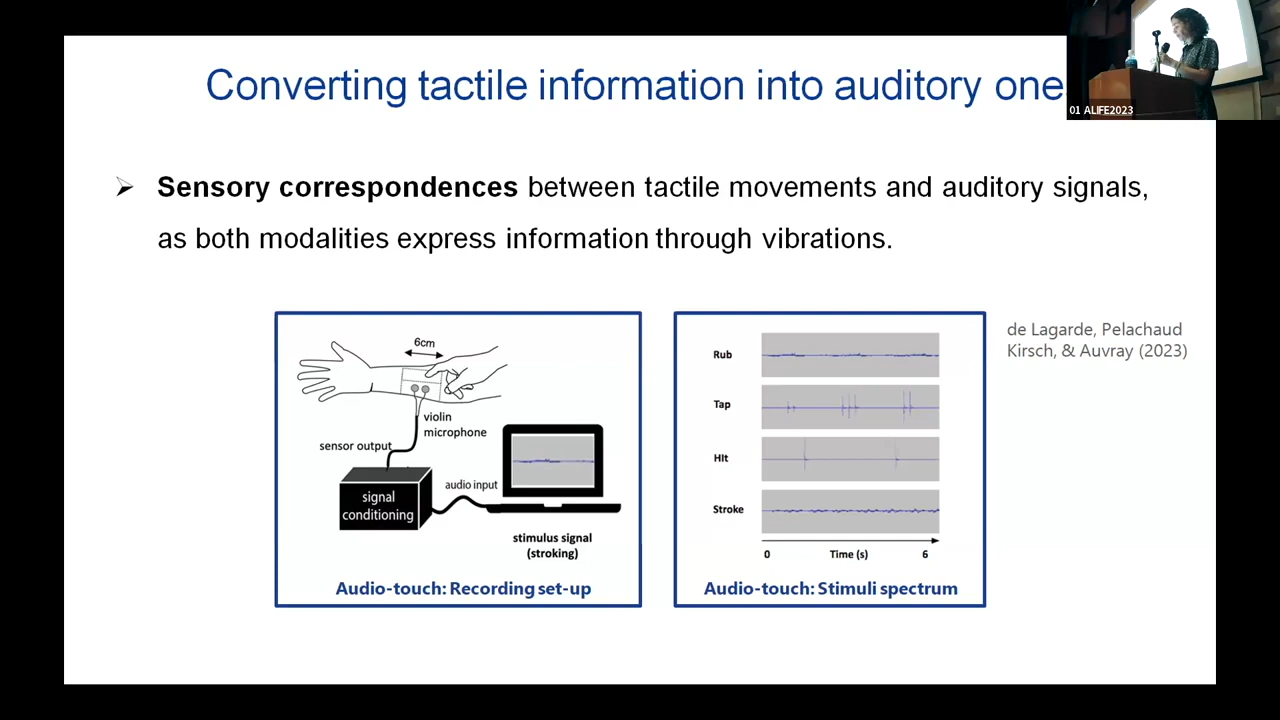 Converting tactile information into auditory one
01 ALIFE2023
➢ Sensory correspondences between tactile movements and auditory signals,
as both modalities express information through vibrations.
6cm
violin
microphone
sensor output
signal
conditioning
audio input
stimulus signal
(stroking)
Audio-touch: Recording set-up
Rub
Tap
Hit
Stroke
0 Time (s) 6
Audio-touch: Stimuli spectrum
de Lagarde, Pelachaud
Kirsch, & Auvray (2023)